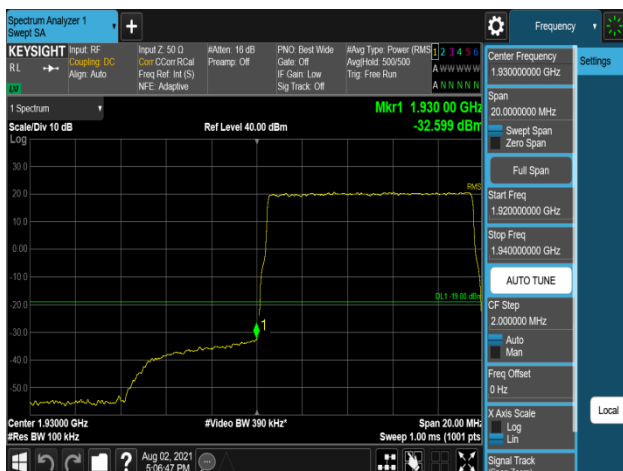 Spectrum Analyzer 1
Swept SA
+
Frequency
KEYSIGHT
RL
LXI
Input: RF
Coupling: DC
Align: Auto
Input Z: 50 Ω
Corr CCorr RCal
Freq Ref: Int (S)
NFE: Adaptive
#Atten: 16 dB
Preamp: Off
PNO: Best Wide
Gate: Off
IF Gain: Low
Sig Track: Off
#Avg Type: Power (RMS
Avg|Hold: 500/500
Trig: Free Run
1 2 3 4 5 6
A W W W W W
A N N N N N
1 Spectrum
Mkr1 1.930 00 GHz
Scale/Div 10 dB
Ref Level 40.00 dBm
-32.599 dBm
Log
30.0
20.0
10.0
0.00
-10.0
-20.0
-30.0
-40.0
-50.0
RMS
DL1 -19.00 dBm
1
Center 1.93000 GHz
#Video BW 390 kHz*
Span 20.00 MHz
#Res BW 100 kHz
Sweep 1.00 ms (1001 pts
?
Aug 02, 2021
5:06:47 PM
Center Frequency
1.930000000 GHz
Settings
Span
20.0000000 MHz
Swept Span
Zero Span
Full Span
Start Freq
1.920000000 GHz
Stop Freq
1.940000000 GHz
AUTO TUNE
CF Step
2.000000 MHz
Auto
Man
Freq Offset
0 Hz
X Axis Scale
Log
Lin
Local
Signal Track